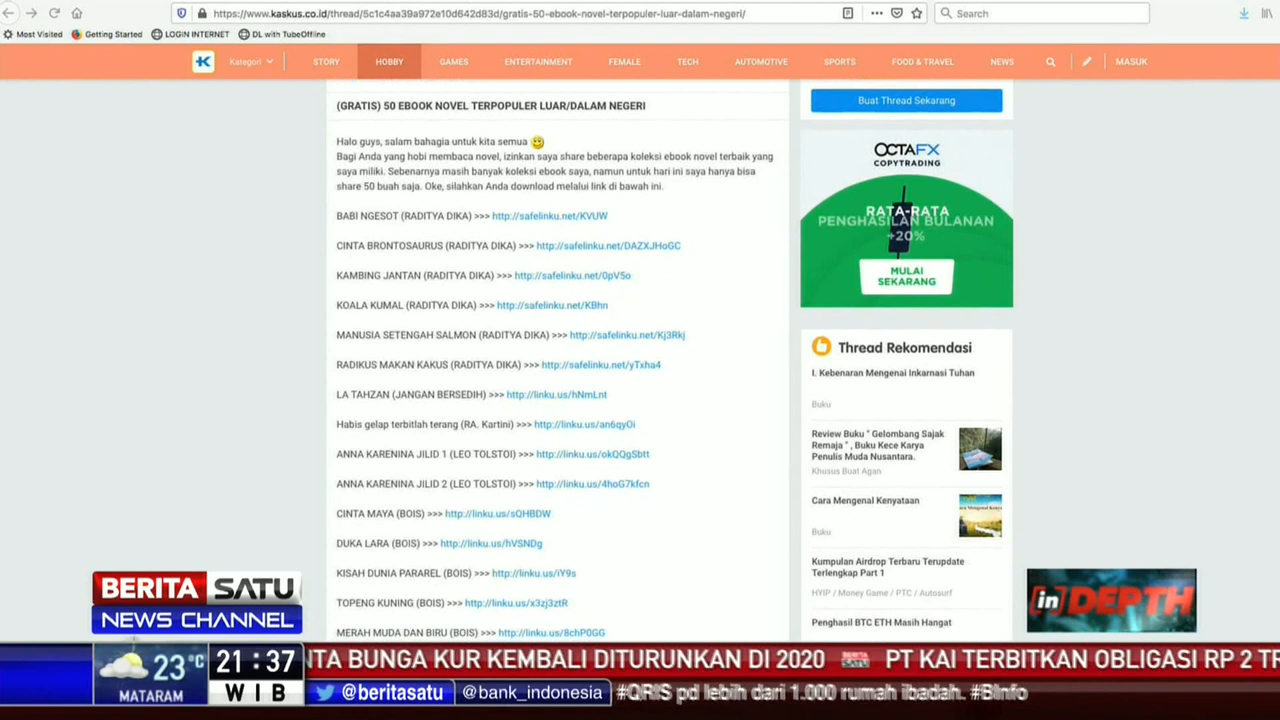 https://www.kaskus.co.id/thread/5c1c4aa39a972e10d642d83d/gratis-50-ebook-novel-terpopuler-luar-dalam-negeri/
Search
Most Visited
Getting Started
LOGIN INTERNET
DL with TubeOffline
Kategori
STORY
HOBBY
GAMES
ENTERTAINMENT
FEMALE
TECH
AUTOMOTIVE
SPORTS
FOOD & TRAVEL
NEWS
MASUK
(GRATIS) 50 EBOOK NOVEL TERPOPULER LUAR/DALAM NEGERI
Halo guys, salam bahagia untuk kita semua
Bagi Anda yang hobi membaca novel, izinkan saya share beberapa koleksi ebook novel terbaik yang
saya miliki. Sebenarnya masih banyak koleksi ebook saya, namun untuk hari ini saya hanya bisa
share 50 buah saja. Oke, silahkan Anda download melalui link di bawah ini.
BABI NGESOT (RADITYA DIKA) >>> http://safelinku.net/KVUW
CINTA BRONTOSAURUS (RADITYA DIKA) >>> http://safelinku.net/DAZXJHoGC
KAMBING JANTAN (RADITYA DIKA) >>> http://safelinku.net/0pV5o
KOALA KUMAL (RADITYA DIKA) >>> http://safelinku.net/KBhn
MANUSIA SETENGAH SALMON (RADITYA DIKA) >>> http://safelinku.net/Kj3Rkj
RADIKUS MAKAN KAKUS (RADITYA DIKA) >>> http://safelinku.net/yTxha4
LA TAHZAN (JANGAN BERSEDIH) >>> http://linku.us/hNmLnt
Habis gelap terbitlah terang (RA. Kartini) >>> http://linku.us/an6qyOi
ANNA KARENINA JILID 1 (LEO TOLSTOI) >>> http://linku.us/okQQgSbtt
ANNA KARENINA JILID 2 (LEO TOLSTOI) >>> http://linku.us/4hoG7kfcn
CINTA MAYA (BOIS) >>> http://linku.us/sQHBDW
DUKA LARA (BOIS) >>> http://linku.us/hVSNDg
KISAH DUNIA PARAREL (BOIS) >>> http://linku.us/iY9s
TOPENG KUNING (BOIS) >>> http://linku.us/x3zj3ztR
MERAH MUDA DAN BIRU (BOIS) >>> http://linku.us/8chP0GG
Buat Thread Sekarang
OCTAFX
COPYTRADING
RATA-RATA
PENGHASILAN BULANAN
+20%
MULAI
SEKARANG
Thread Rekomendasi
I. Kebenaran Mengenai Inkarnasi Tuhan
Buku
Review Buku " Gelombang Sajak
Remaja " , Buku Kece Karya
Penulis Muda Nusantara.
Khusus Buat Agan
Cara Mengenal Kenyataan
Buku
Kumpulan Airdrop Terbaru Terupdate
Terlengkap Part 1
HYIP / Money Game / PTC / Autosurf
Penghasil BTC ETH Masih Hangat
BERITA SATU
NEWS CHANNEL
[in]DEPTH
23°C
MATARAM
21:37
WIB
NTA BUNGA KUR KEMBALI DITURUNKAN DI 2020
BERITA SATU
PT KAI TERBITKAN OBLIGASI RP 2 TR
@beritasatu
@bank_indonesia
#QRIS pd lebih dari 1.000 rumah ibadah. #BInfo